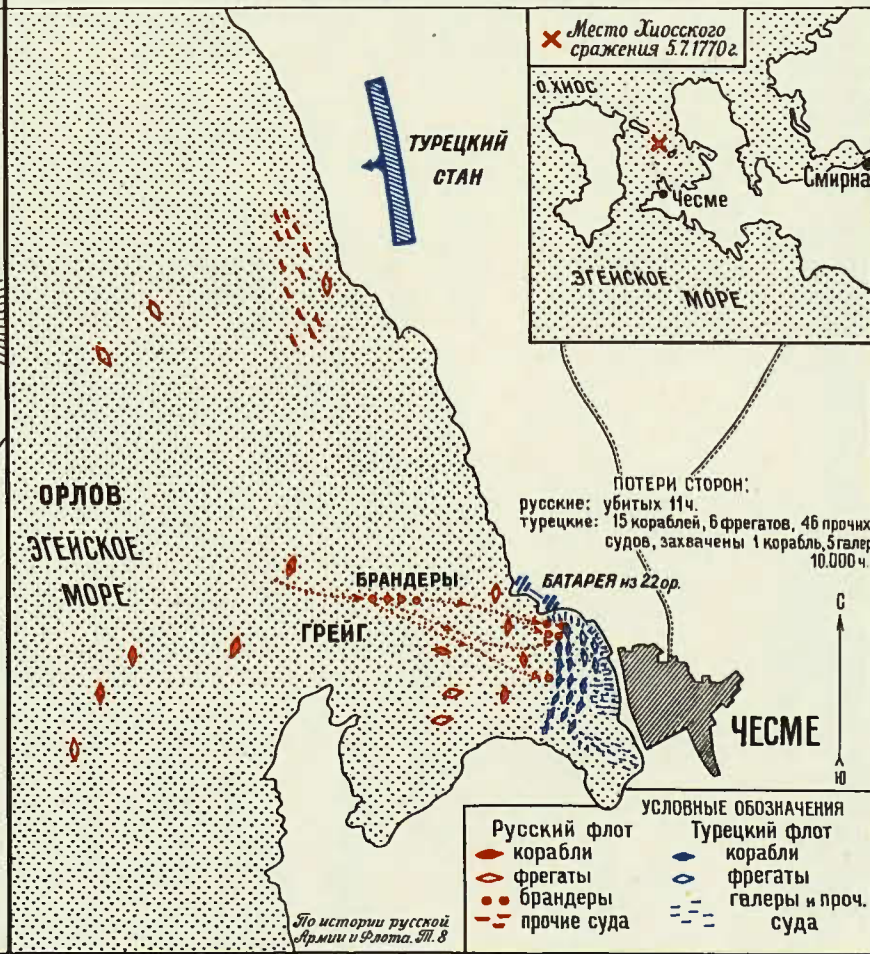 Место Хиосского
сражения 5.7.1770г.
О.ХИОС
Смирна
Чесме
ЭГЕЙСКОЕ
МОРЕ
ТУРЕЦКИЙ
СТАН
ПОТЕРИ СТОРОН:
русские: убитых 11ч.
турецкие: 15 кораблей, 6 фрегатов, 46 прочих
судов, захвачены 1 корабль, 5 галер
10.000 ч.
ОРЛОВ
ЭГЕЙСКОЕ
МОРЕ
БРАНДЕРЫ
БАТАРЕЯ из 22 ор.
ГРЕЙГ
С
Ю
ЧЕСМЕ
УСЛОВНЫЕ ОБОЗНАЧЕНИЯ
Русский флот
корабли
фрегаты
брандеры
прочие суда
Турецкий флот
корабли
фрегаты
галеры и проч.
суда
По истории русской
Армии и Флота. Т. 8